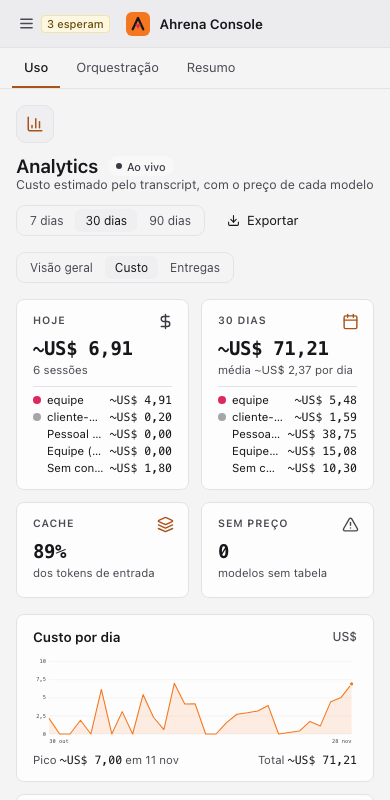 3 esperam
Ahrena Console
Uso
Orquestração
Resumo
Analytics
Ao vivo
Custo estimado pelo transcript, com o preço de cada modelo
7 dias
30 dias
90 dias
Exportar
Visão geral
Custo
Entregas
HOJE
~US$ 6,91
6 sessões
equipe ~US$ 4,91
cliente-... ~US$ 0,20
Pessoal ... ~US$ 0,00
Equipe (... ~US$ 0,00
Sem con... ~US$ 1,80
30 DIAS
~US$ 71,21
média ~US$ 2,37 por dia
equipe ~US$ 5,48
cliente-... ~US$ 1,59
Pessoa... ~US$ 38,75
Equipe... ~US$ 15,08
Sem c... ~US$ 10,30
CACHE
89%
dos tokens de entrada
SEM PREÇO
0
modelos sem tabela
Custo por dia
US$
10
7,5
5
2,5
0
30 out
28 nov
Pico ~US$ 7,00 em 11 nov
Total ~US$ 71,21